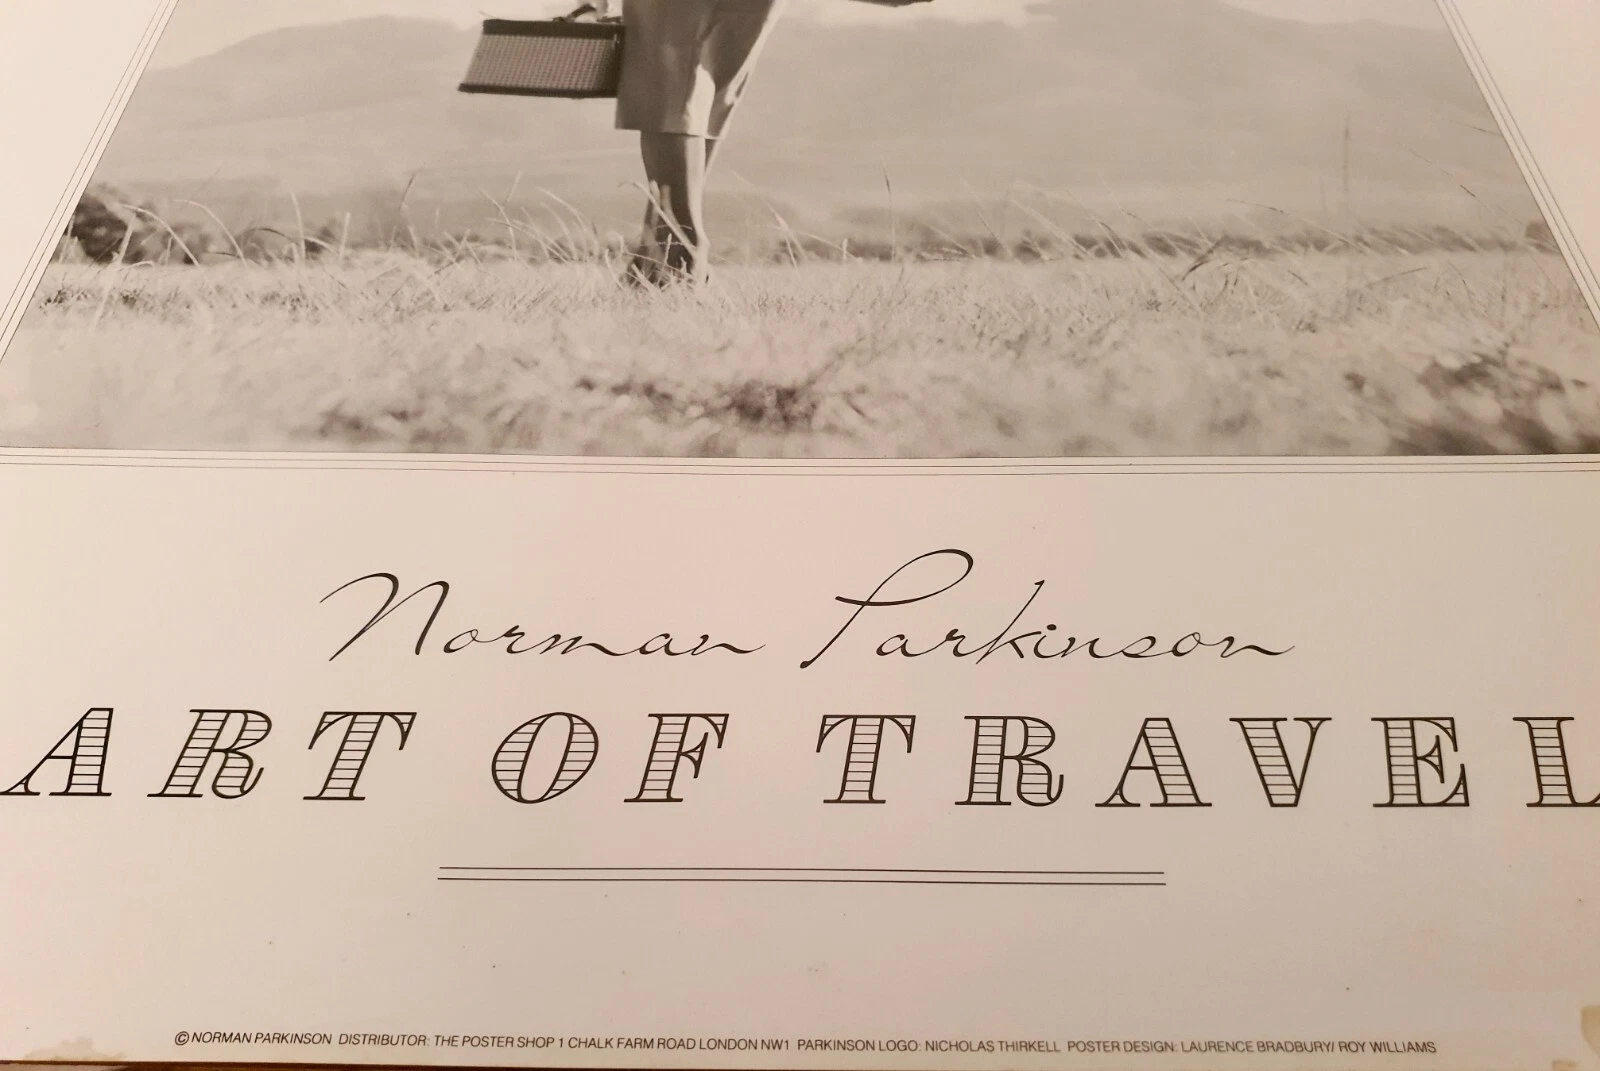 Norman Parkinson
ART OF TRAVEL
© NORMAN PARKINSON DISTRIBUTOR: THE POSTER SHOP 1 CHALK FARM ROAD LONDON NW1 PARKINSON LOGO: NICHOLAS THIRKELL POSTER DESIGN: LAURENCE BRADBURY/ ROY WILLIAMS